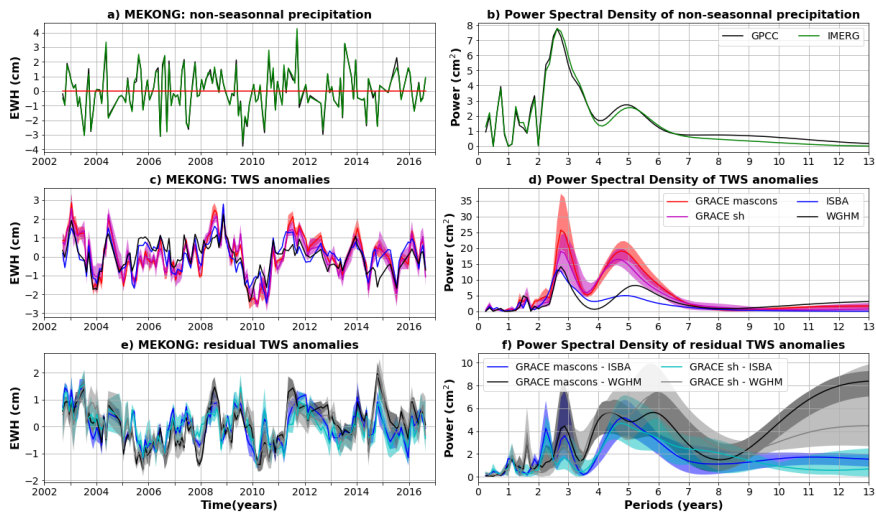 a) MEKONG: non-seasonnal precipitation
EWH (cm)
4
3
2
1
0
−1
−2
−3
−4
2002 2004 2006 2008 2010 2012 2014 2016
b) Power Spectral Density of non-seasonnal precipitation
Power (cm²)
8
7
6
5
4
3
2
1
0
GPCC IMERG
0 1 2 3 4 5 6 7 8 9 10 11 12 13
c) MEKONG: TWS anomalies
EWH (cm)
3
2
1
0
−1
−2
−3
2002 2004 2006 2008 2010 2012 2014 2016
d) Power Spectral Density of TWS anomalies
Power (cm²)
35
30
25
20
15
10
5
0
GRACE mascons ISBA
GRACE sh WGHM
0 1 2 3 4 5 6 7 8 9 10 11 12 13
e) MEKONG: residual TWS anomalies
EWH (cm)
2
1
0
−1
−2
2002 2004 2006 2008 2010 2012 2014 2016
Time(years)
f) Power Spectral Density of residual TWS anomalies
Power (cm²)
10
8
6
4
2
0
GRACE mascons - ISBA GRACE sh - ISBA
GRACE mascons - WGHM GRACE sh - WGHM
0 1 2 3 4 5 6 7 8 9 10 11 12 13
Periods (years)